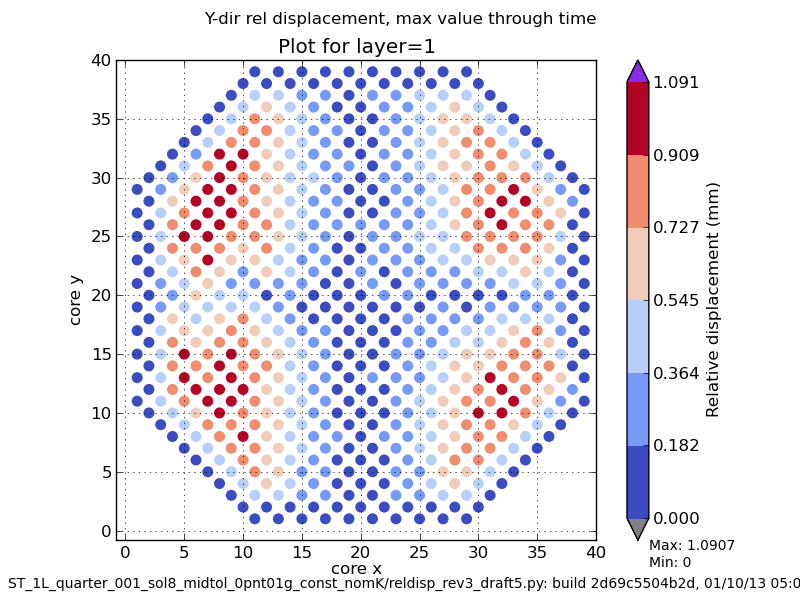 Y-dir rel displacement, max value through time
Plot for layer=1
40
35
30
25
20
15
10
5
0
core y
0 5 10 15 20 25 30 35 40
core x
1.091
0.909
0.727
0.545
0.364
0.182
0.000
Relative displacement (mm)
Max: 1.0907
Min: 0
ST_1L_quarter_001_sol8_midtol_0pnt01g_const_nomK/reldisp_rev3_draft5.py: build 2d69c5504b2d, 01/10/13 05:0